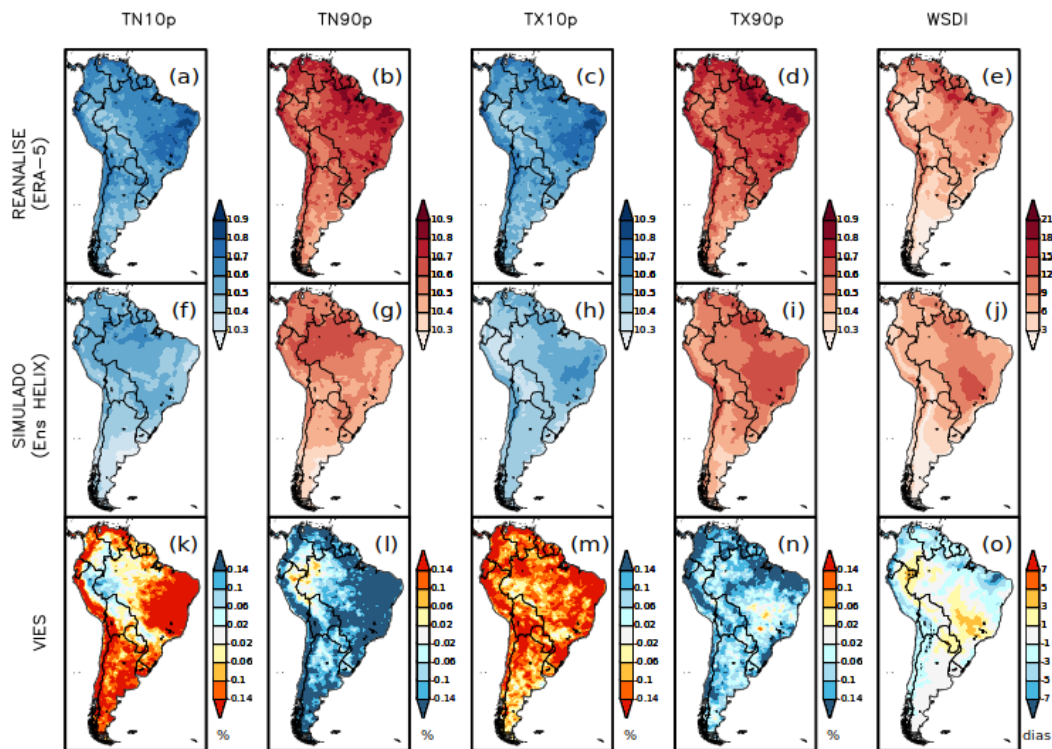 TN10p TN90p TX10p TX90p WSDI
REANALISE
(ERA-5)
(a) (b) (c) (d) (e)
10.9 10.9 10.9 10.9 21
10.8 10.8 10.8 10.8 18
10.7 10.7 10.7 10.7 15
10.6 10.6 10.6 10.6 12
10.5 10.5 10.5 10.5 9
10.4 10.4 10.4 10.4 6
10.3 10.3 10.3 10.3 3
SIMULADO
(Ens HELIX)
(f) (g) (h) (i) (j)
VIES
(k) (l) (m) (n) (o)
0.14 0.14 0.14 0.14 7
0.1 0.1 0.1 0.1 5
0.06 0.06 0.06 0.06 3
0.02 0.02 0.02 0.02 1
-0.02 -0.02 -0.02 -0.02 -1
-0.06 -0.06 -0.06 -0.06 -3
-0.1 -0.1 -0.1 -0.1 -5
-0.14 -0.14 -0.14 -0.14 -7
% % % % dias